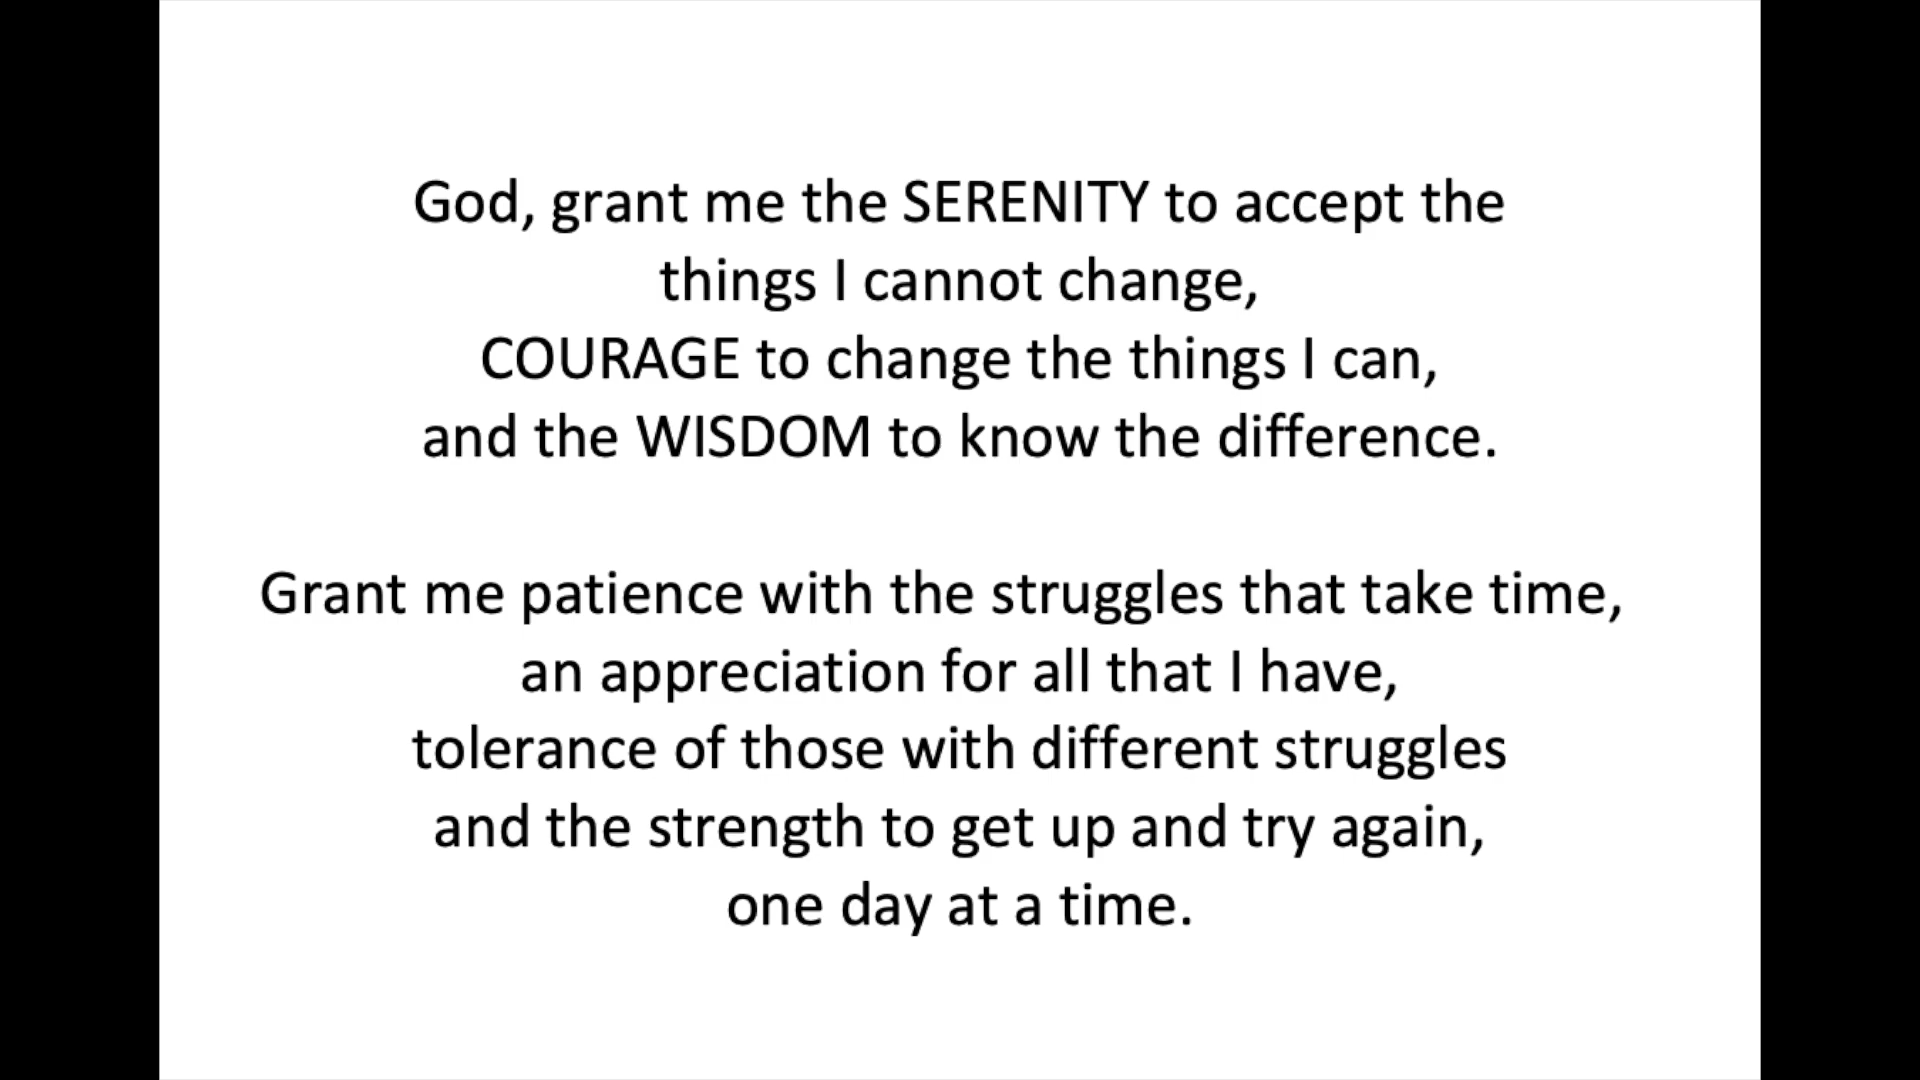 God, grant me the SERENITY to accept the
things I cannot change,
COURAGE to change the things I can,
and the WISDOM to know the difference.
Grant me patience with the struggles that take time,
an appreciation for all that I have,
tolerance of those with different struggles
and the strength to get up and try again,
one day at a time.